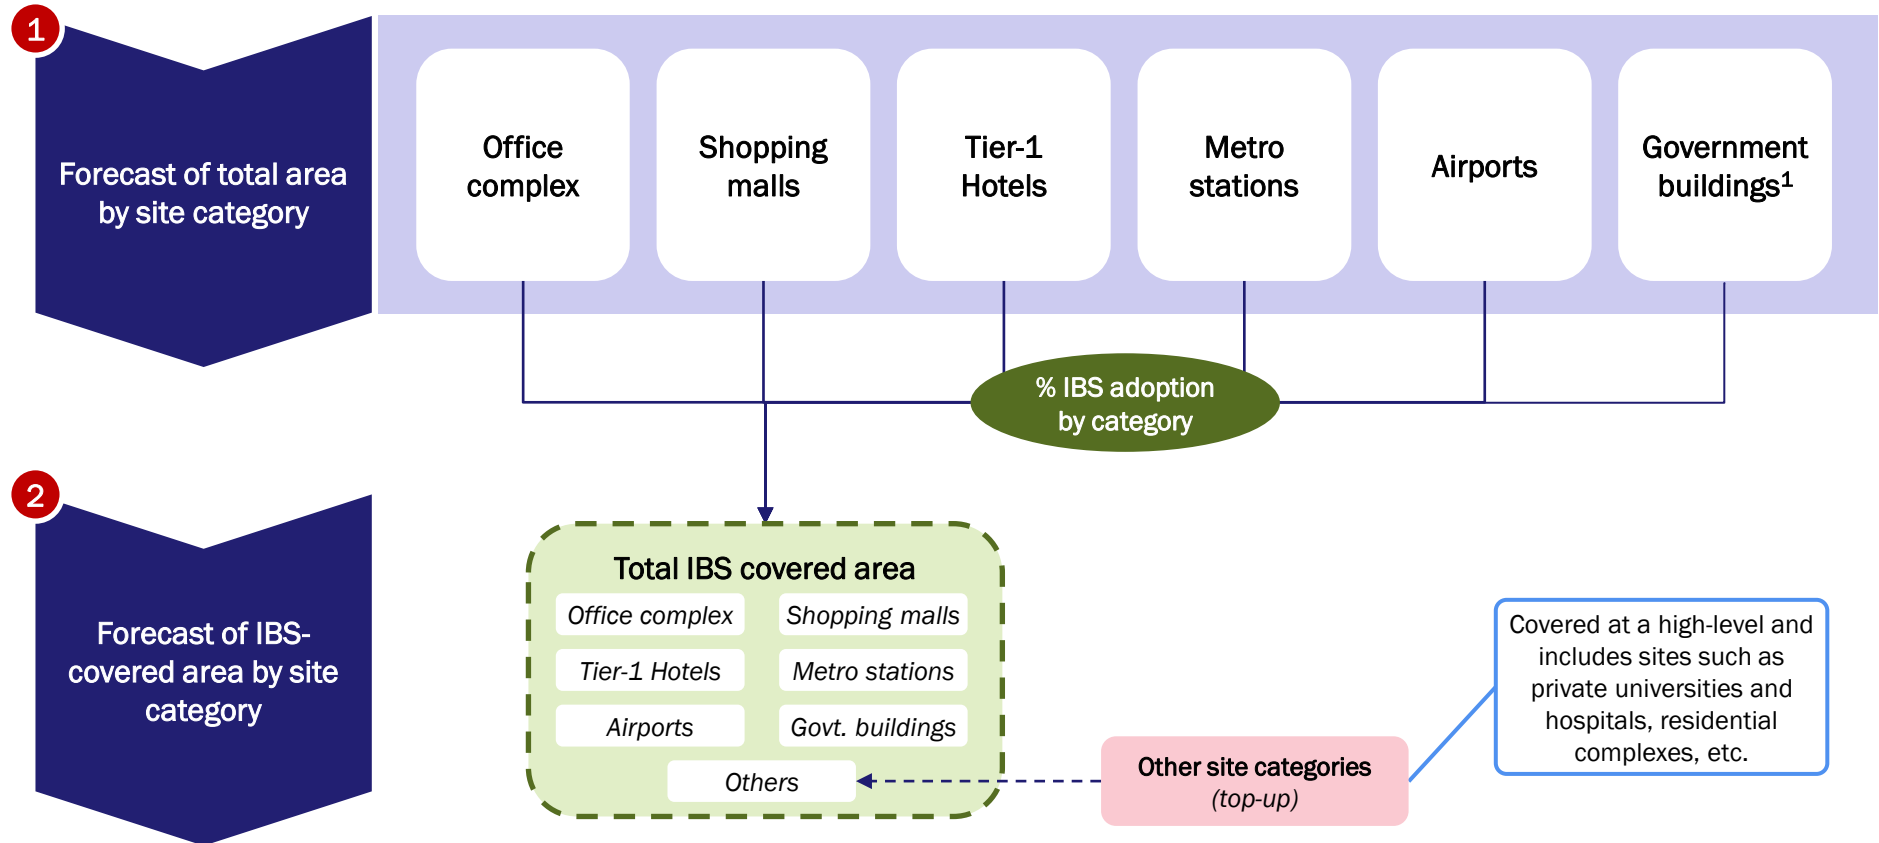 1
Forecast of total area
by site category
Office
complex
Shopping
malls
Tier-1
Hotels
Metro
stations
Airports
Government
buildings¹
% IBS adoption
by category
2
Forecast of IBS-
covered area by site
category
Total IBS covered area
Office complex
Shopping malls
Tier-1 Hotels
Metro stations
Airports
Govt. buildings
Others
Other site categories
(top-up)
Covered at a high-level and
includes sites such as
private universities and
hospitals, residential
complexes, etc.